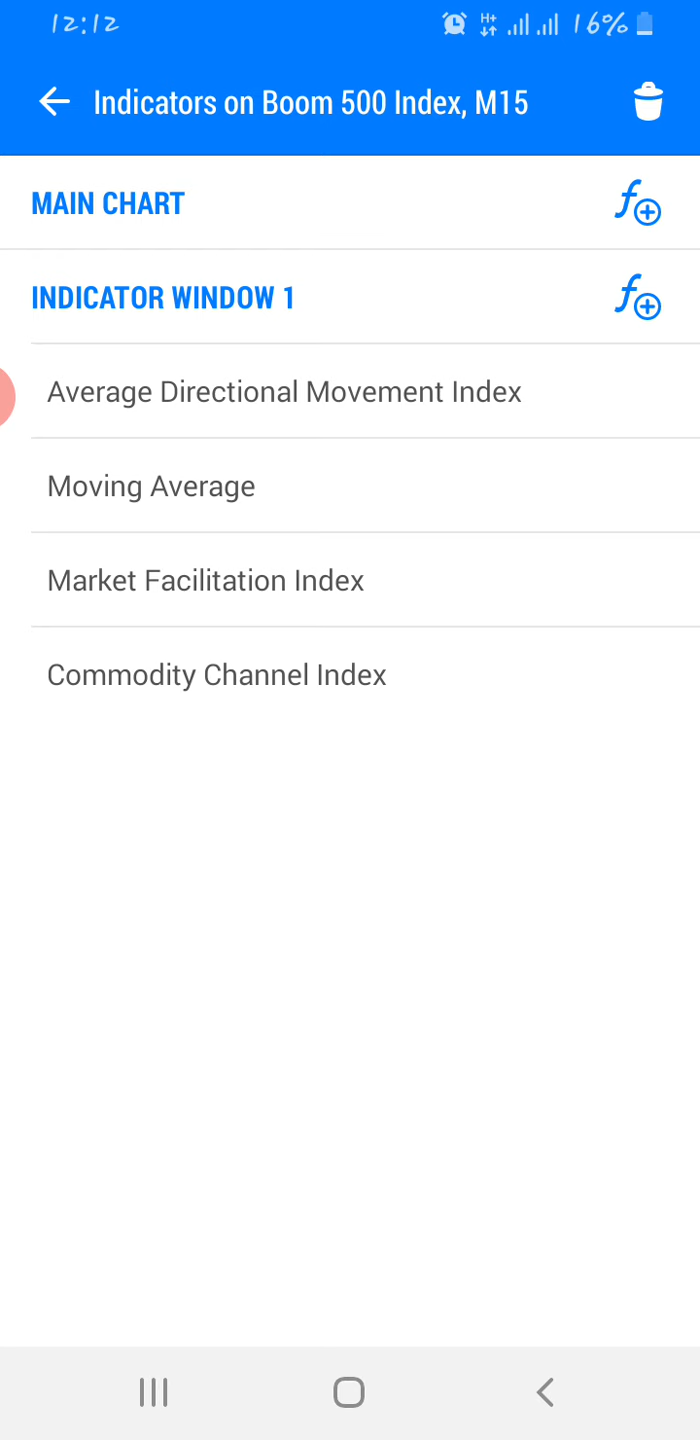 12:12
H+
16%
Indicators on Boom 500 Index, M15
MAIN CHART
INDICATOR WINDOW 1
Average Directional Movement Index
Moving Average
Market Facilitation Index
Commodity Channel Index